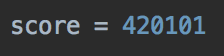 score = 420101